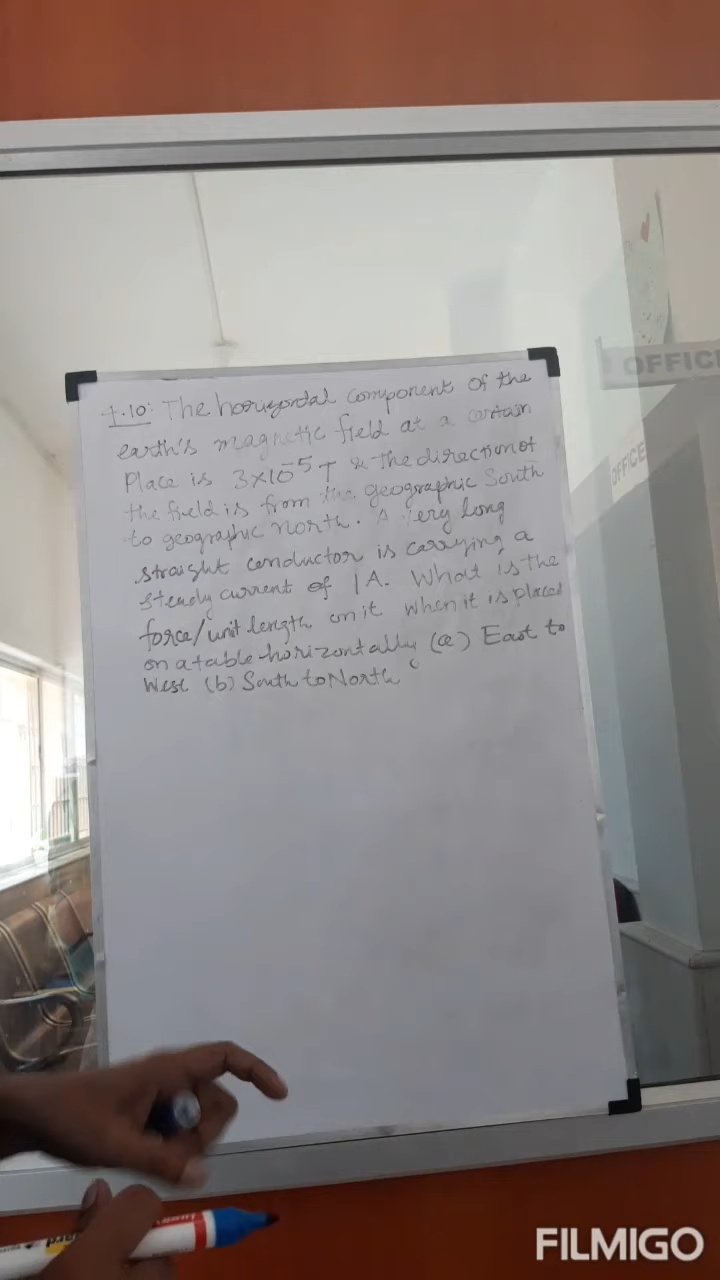 4.10: The horizontal component of the
earth's magnetic field at a certain
Place is 3×10⁻⁵ T & the direction of
the field is from the geographic South
to geographic north. A very long
straight conductor is carrying a
steady current of 1A. What is the
force/unit length on it when it is placed
on a table horizontally (a) East to
West (b) South to North
OFFIC
OFFICE
FILMIGO